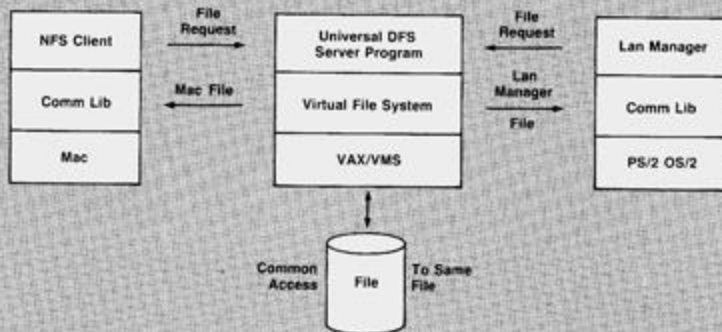 NFS Client
Comm Lib
Mac
File
Request
Mac File
Universal DFS
Server Program
Virtual File System
VAX/VMS
File
Request
Lan
Manager
File
Lan Manager
Comm Lib
PS/2 OS/2
Common
Access
File
To Same
File